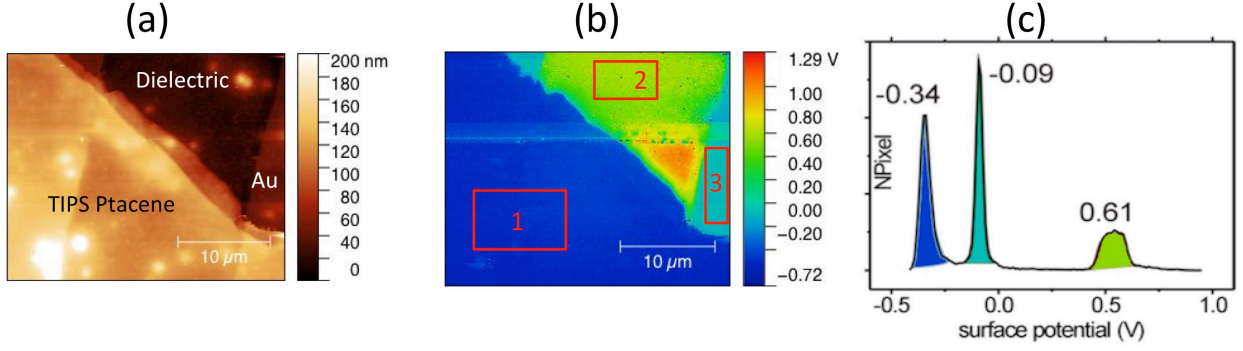 (a)
(b)
(c)
Dielectric
Au
TIPS Ptacene
10 µm
200 nm
180
160
140
120
100
80
60
40
20
0
1
2
3
10 µm
1.29 V
1.00
0.80
0.60
0.40
0.20
0.00
−0.20
−0.72
-0.34
-0.09
0.61
NPixel
-0.5
0.0
0.5
1.0
surface potential (V)